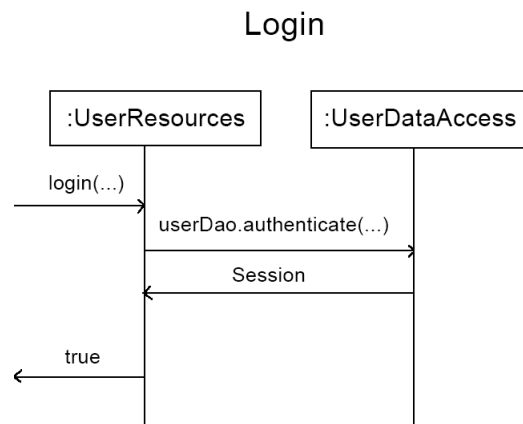 Login
:UserResources
:UserDataAccess
login(...)
userDao.authenticate(...)
Session
true